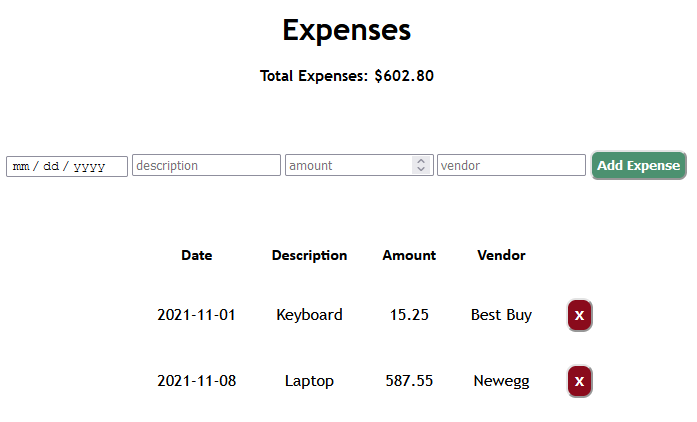 Expenses
Total Expenses: $602.80
mm / dd / yyyy description amount vendor Add Expense
Date Description Amount Vendor
2021-11-01 Keyboard 15.25 Best Buy X
2021-11-08 Laptop 587.55 Newegg X